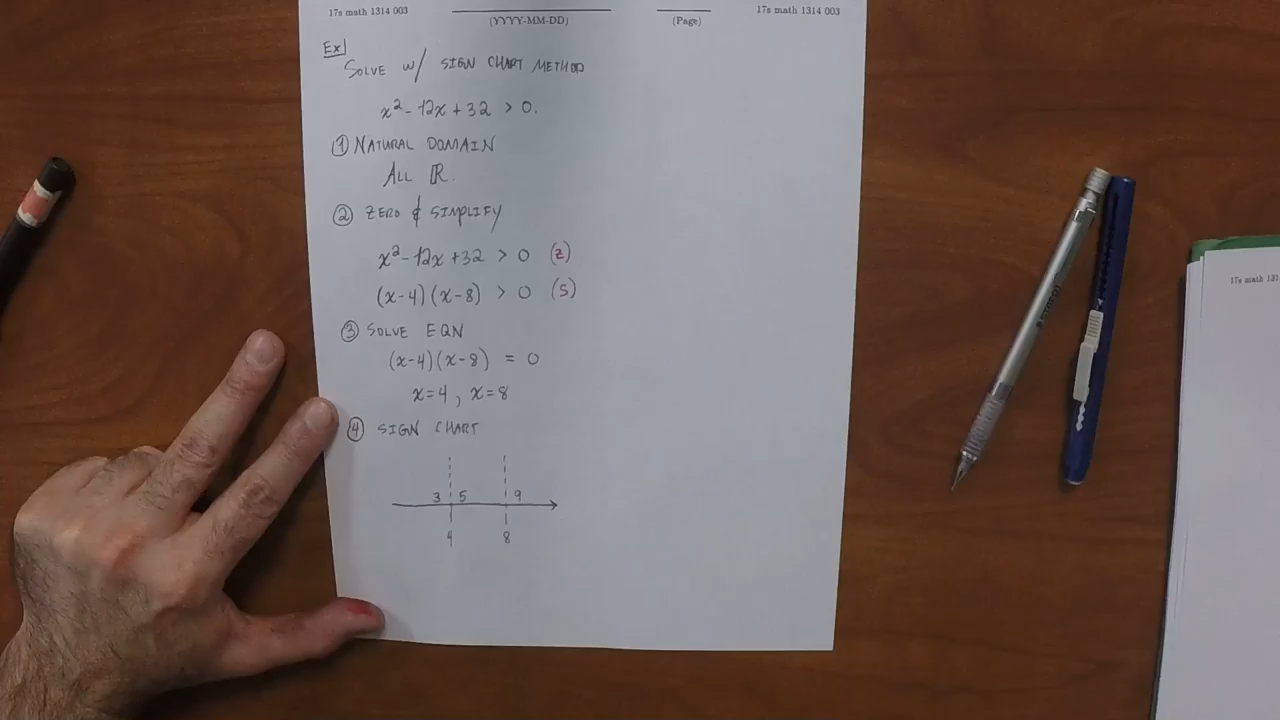 17s math 1314 003
(YYYY-MM-DD)
(Page)
17s math 1314 003
Ex]
SOLVE W/ SIGN CHART METHOD
x² - 12x + 32 > 0.
① NATURAL DOMAIN
ALL ℝ.
② ZERO & SIMPLIFY
x² - 12x + 32 > 0 (Z)
(x-4)(x-8) > 0 (S)
③ SOLVE EQN
(x-4)(x-8) = 0
x=4, x=8
④ SIGN CHART
3 5 9
4 8
17s math 131